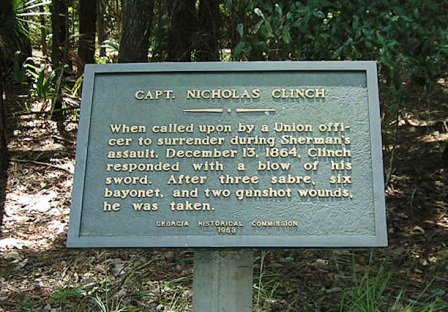 CAPT. NICHOLAS CLINCH
When called upon by a Union offi-
cer to surrender during Sherman's
assault, December 13, 1864, Clinch
responded with a blow of his
sword. After three sabre, six
bayonet, and two gunshot wounds,
he was taken.
GEORGIA HISTORICAL COMMISSION
1963